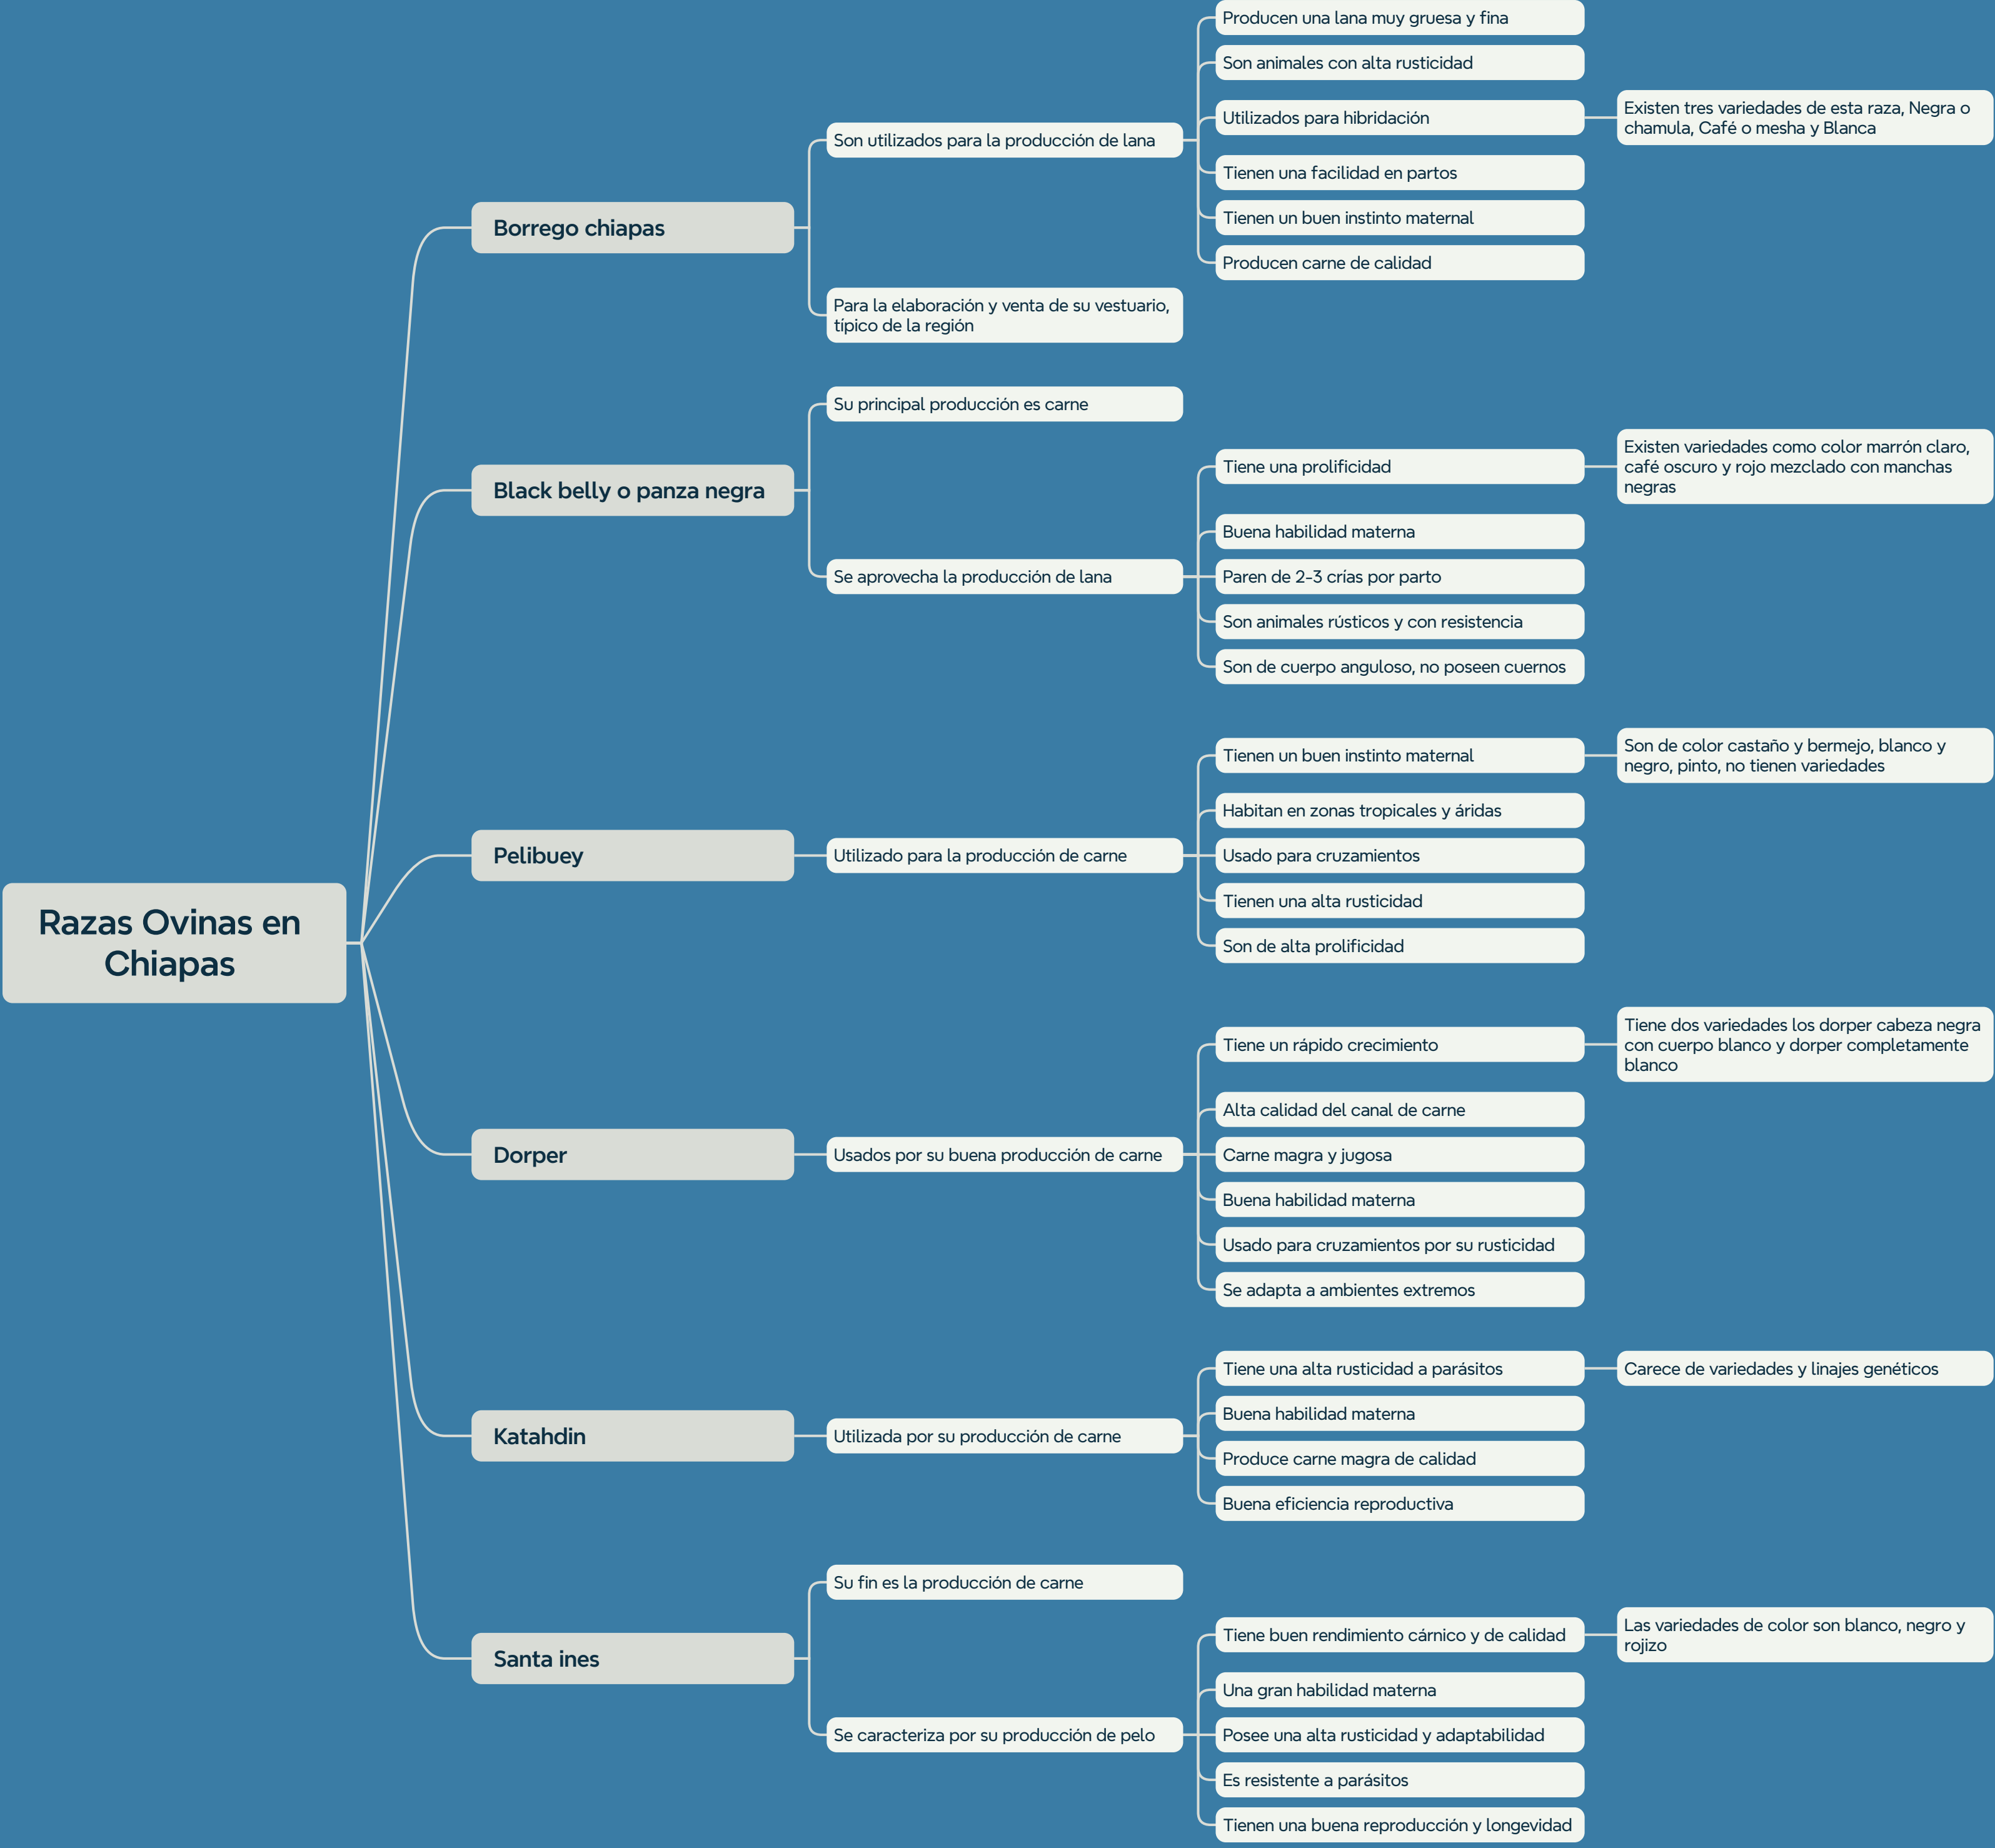 Razas Ovinas en
Chiapas
Borrego chiapas
Son utilizados para la producción de lana
Producen una lana muy gruesa y fina
Son animales con alta rusticidad
Utilizados para hibridación
Existen tres variedades de esta raza, Negra o
chamula, Café o mesha y Blanca
Tienen una facilidad en partos
Tienen un buen instinto maternal
Producen carne de calidad
Para la elaboración y venta de su vestuario,
típico de la región
Black belly o panza negra
Su principal producción es carne
Se aprovecha la producción de lana
Tiene una prolificidad
Existen variedades como color marrón claro,
café oscuro y rojo mezclado con manchas
negras
Buena habilidad materna
Paren de 2-3 crías por parto
Son animales rústicos y con resistencia
Son de cuerpo anguloso, no poseen cuernos
Pelibuey
Utilizado para la producción de carne
Tienen un buen instinto maternal
Son de color castaño y bermejo, blanco y
negro, pinto, no tienen variedades
Habitan en zonas tropicales y áridas
Usado para cruzamientos
Tienen una alta rusticidad
Son de alta prolificidad
Dorper
Usados por su buena producción de carne
Tiene un rápido crecimiento
Tiene dos variedades los dorper cabeza negra
con cuerpo blanco y dorper completamente
blanco
Alta calidad del canal de carne
Carne magra y jugosa
Buena habilidad materna
Usado para cruzamientos por su rusticidad
Se adapta a ambientes extremos
Katahdin
Utilizada por su producción de carne
Tiene una alta rusticidad a parásitos
Carece de variedades y linajes genéticos
Buena habilidad materna
Produce carne magra de calidad
Buena eficiencia reproductiva
Santa ines
Su fin es la producción de carne
Se caracteriza por su producción de pelo
Tiene buen rendimiento cárnico y de calidad
Las variedades de color son blanco, negro y
rojizo
Una gran habilidad materna
Posee una alta rusticidad y adaptabilidad
Es resistente a parásitos
Tienen una buena reproducción y longevidad